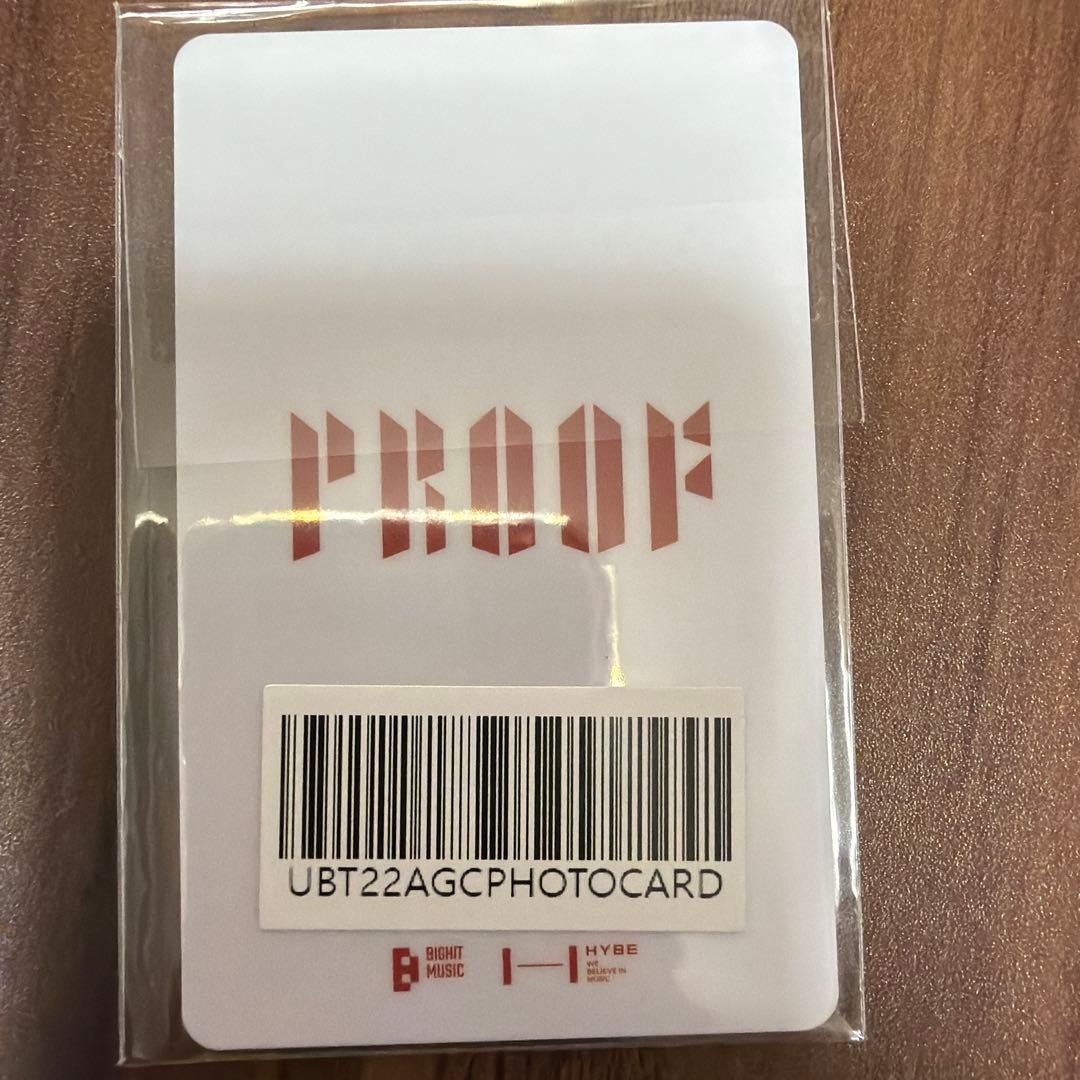 PROOF
UBT22AGCPHOTOCARD
BIGHIT
MUSIC
HYBE
WE
BELIEVE IN
MUSIC